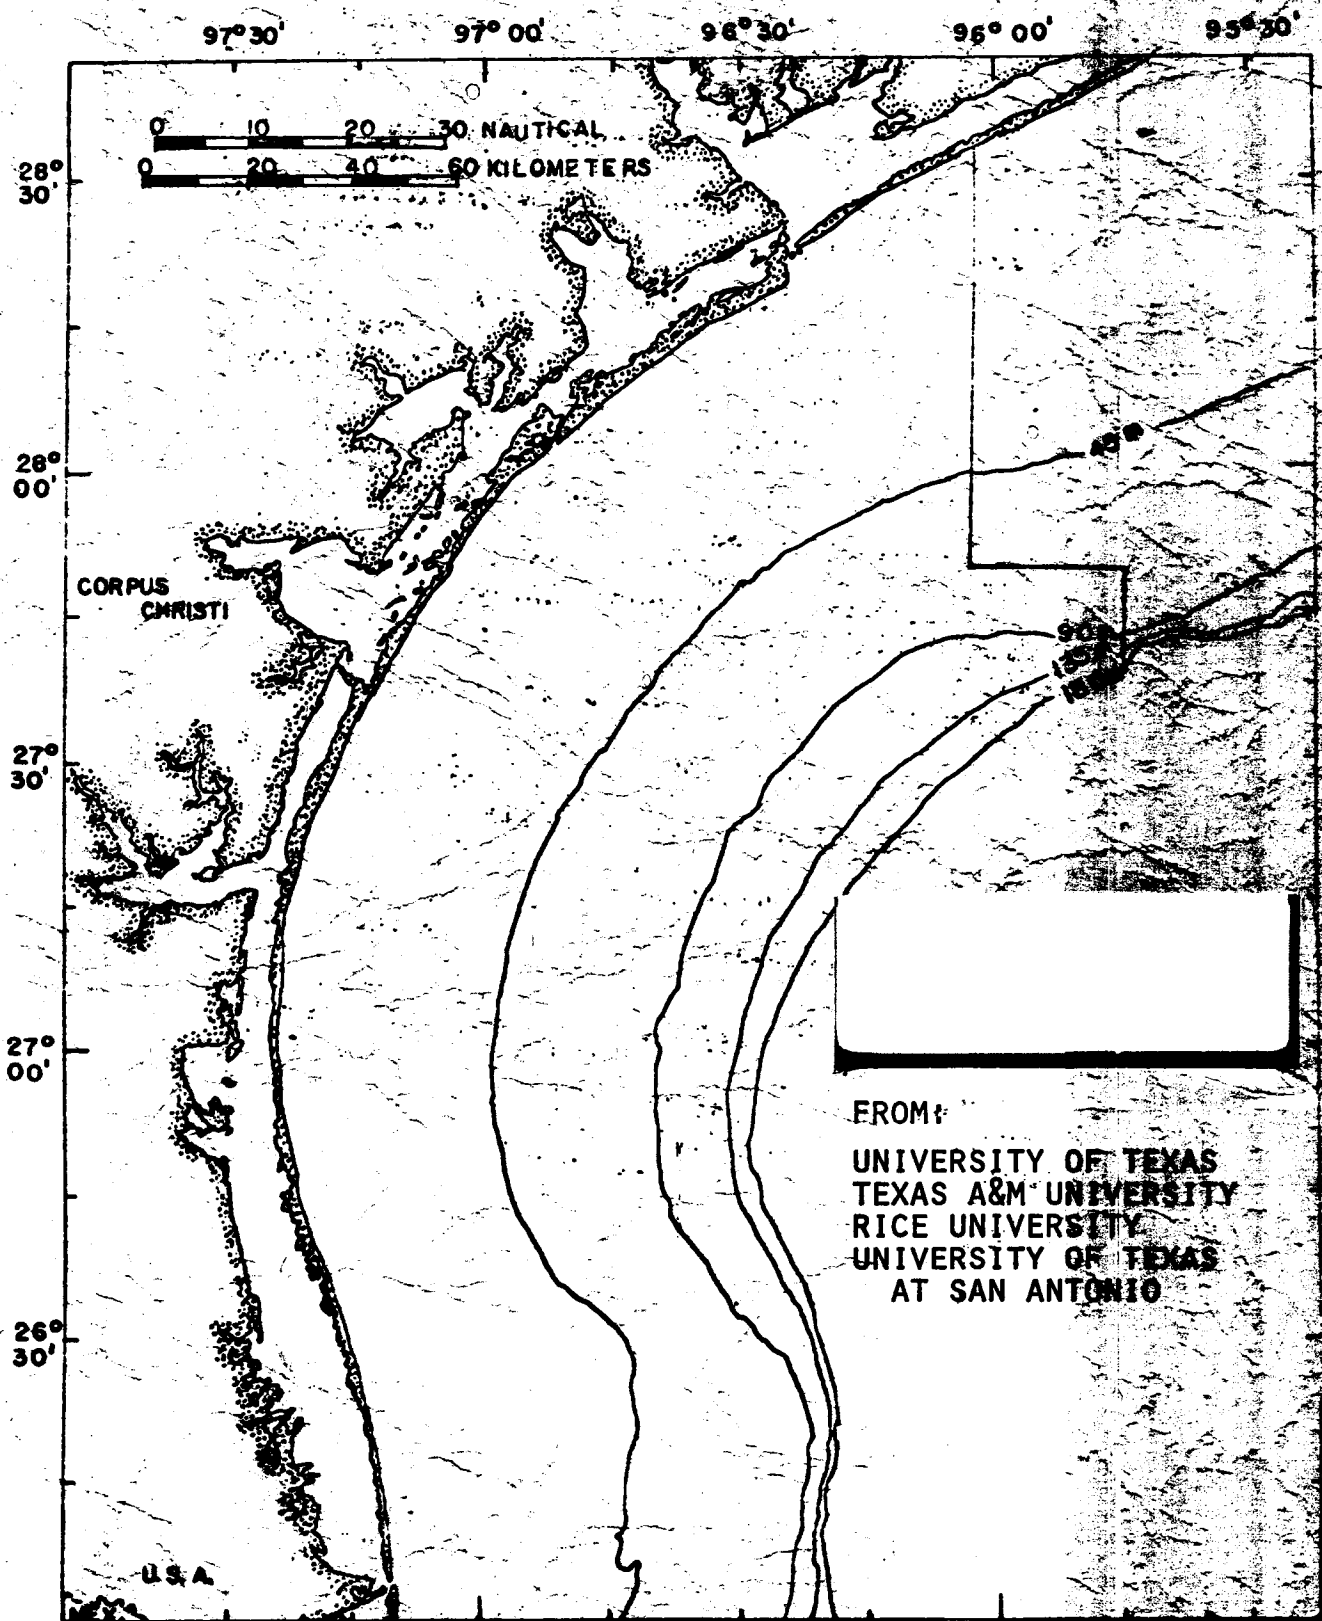 97°30' 97°00' 96°30' 96°00' 95°30'
0 10 20 30 NAUTICAL
0 20 40 60 KILOMETERS
28°
30'
28°
00'
CORPUS
CHRISTI
27°
30'
27°
00'
26°
30'
FROM:
UNIVERSITY OF TEXAS
TEXAS A&M UNIVERSITY
RICE UNIVERSITY
UNIVERSITY OF TEXAS
AT SAN ANTONIO
U.S.A.